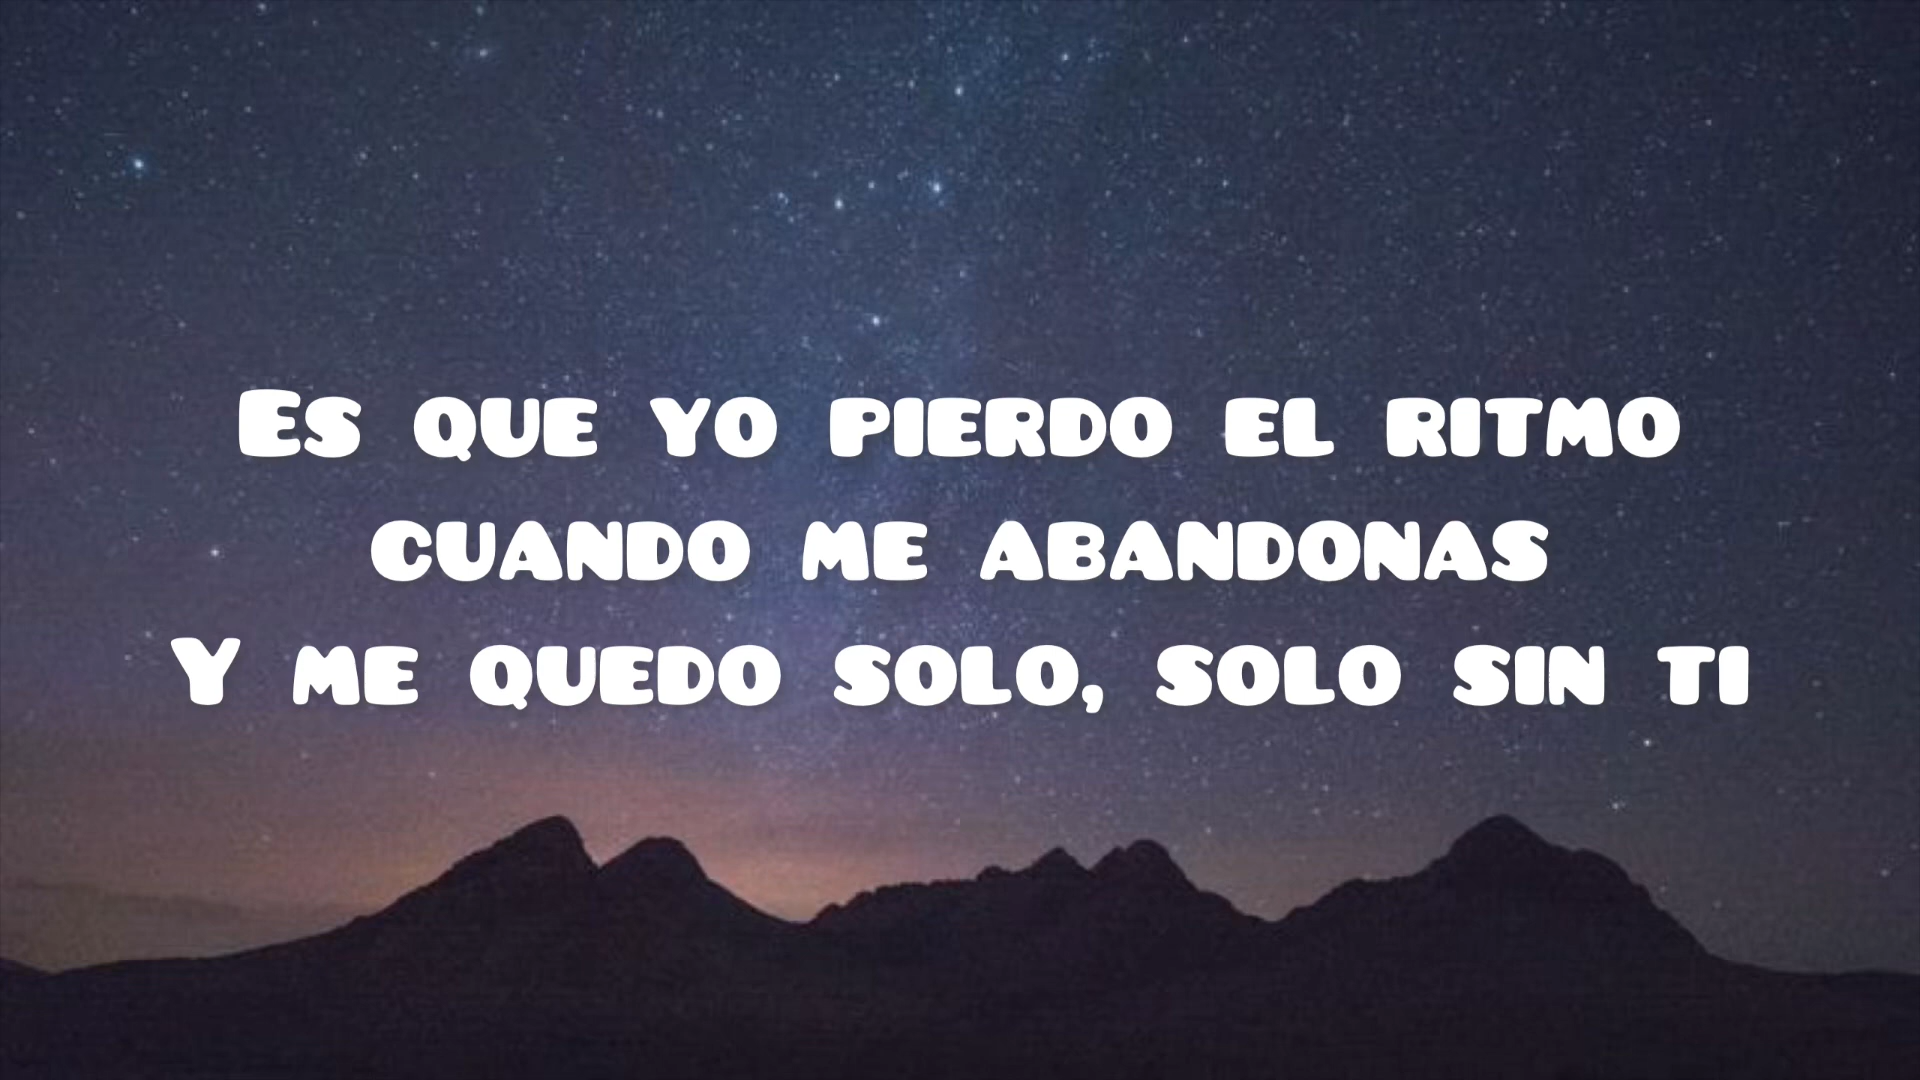 Es que yo pierdo el ritmo
cuando me abandonas
Y me quedo solo, solo sin ti